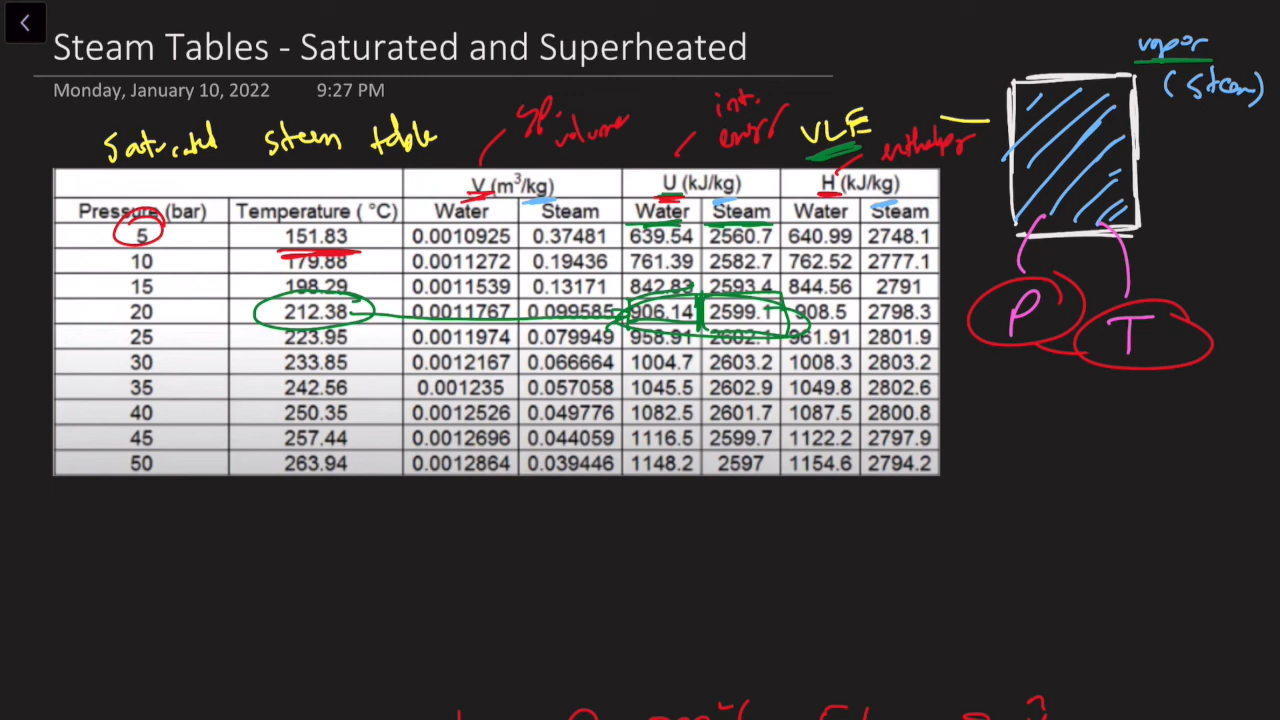 Steam Tables - Saturated and Superheated
Monday, January 10, 2022 9:27 PM
vapor
(steam)
sp. volume
int. energy
VLE
enthalpy
saturated steam table
V (m³/kg) U (kJ/kg) H (kJ/kg)
Pressure (bar) Temperature ( °C) Water Steam Water Steam Water Steam
5 151.83 0.0010925 0.37481 639.54 2560.7 640.99 2748.1
10 179.88 0.0011272 0.19436 761.39 2582.7 762.52 2777.1
15 198.29 0.0011539 0.13171 842.83 2593.4 844.56 2791
20 212.38 0.0011767 0.099585 906.14 2599.1 908.5 2798.3
25 223.95 0.0011974 0.079949 958.91 2602.1 961.91 2801.9
30 233.85 0.0012167 0.066664 1004.7 2603.2 1008.3 2803.2
35 242.56 0.001235 0.057058 1045.5 2602.9 1049.8 2802.6
40 250.35 0.0012526 0.049776 1082.5 2601.7 1087.5 2800.8
45 257.44 0.0012696 0.044059 1116.5 2599.7 1122.2 2797.9
50 263.94 0.0012864 0.039446 1148.2 2597 1154.6 2794.2
P T